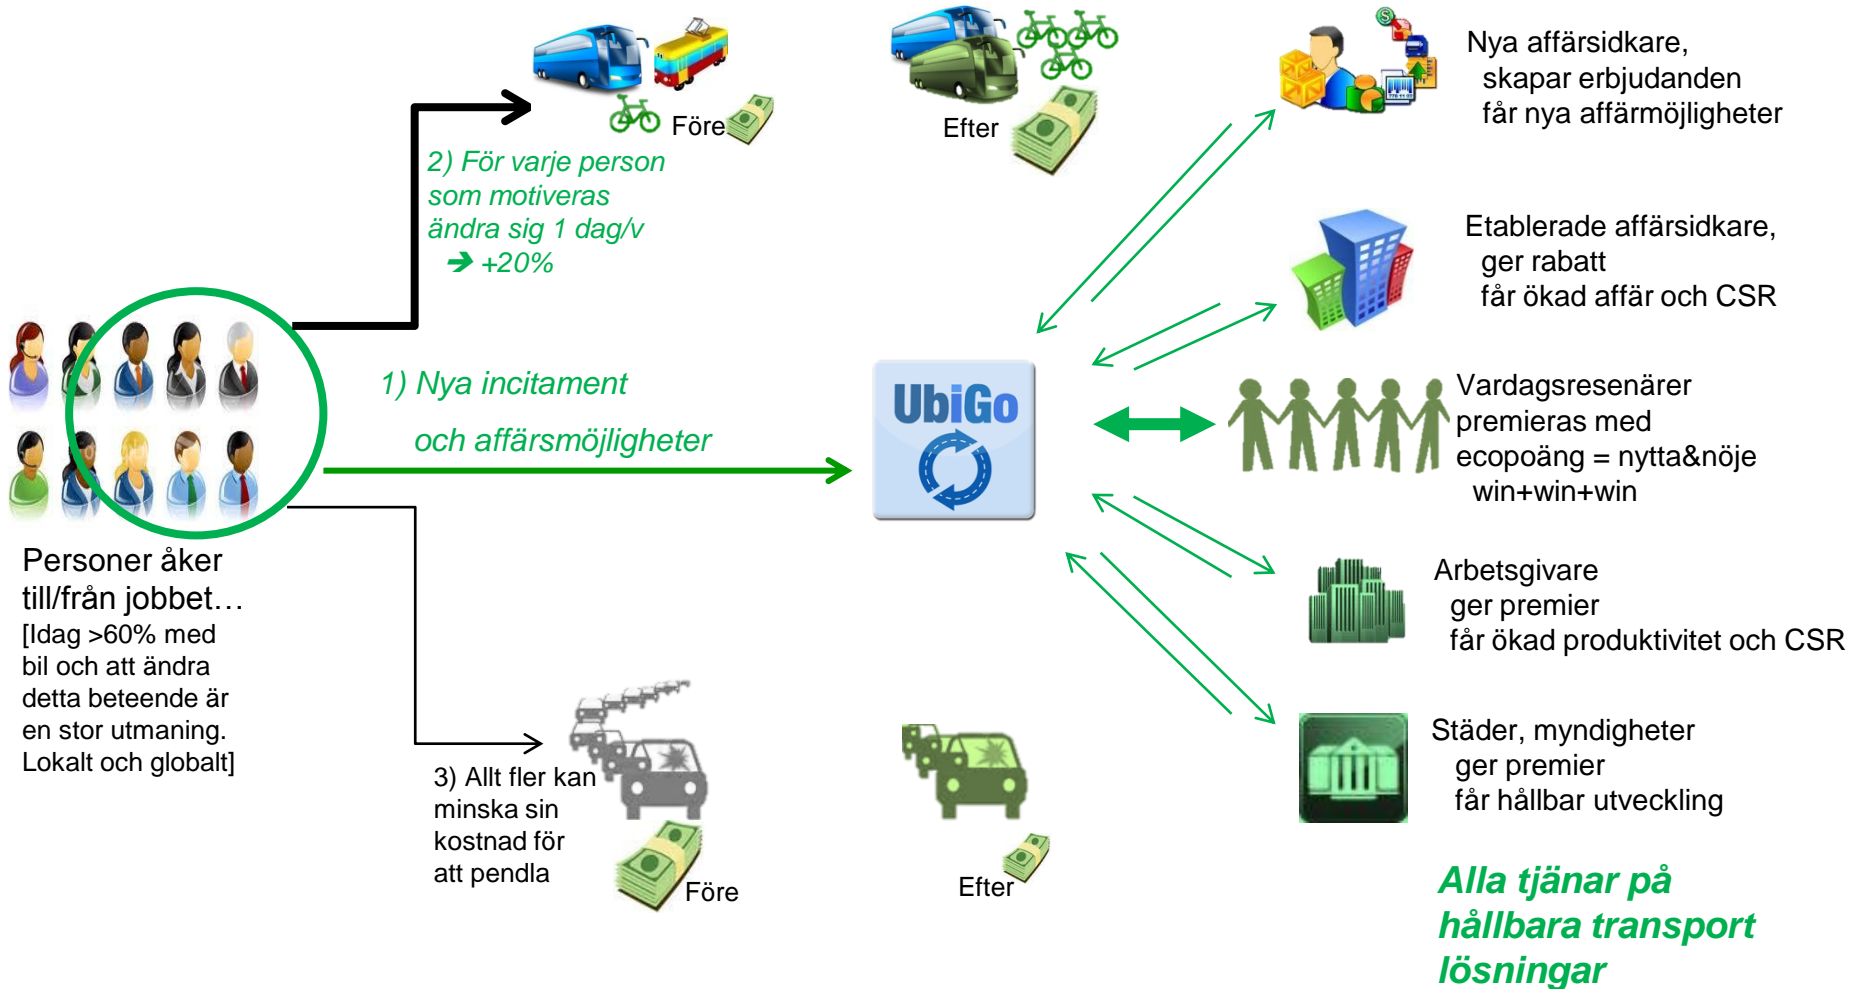 Före
Efter
2) För varje person
som motiveras
ändra sig 1 dag/v
➔ +20%
1) Nya incitament
och affärsmöjligheter
Personer åker
till/från jobbet…
[Idag >60% med
bil och att ändra
detta beteende är
en stor utmaning.
Lokalt och globalt]
3) Allt fler kan
minska sin
kostnad för
att pendla
Före
Efter
UbiGo
Nya affärsidkare,
skapar erbjudanden
får nya affärmöjligheter
Etablerade affärsidkare,
ger rabatt
får ökad affär och CSR
Vardagsresenärer
premieras med
ecopoäng = nytta&nöje
win+win+win
Arbetsgivare
ger premier
får ökad produktivitet och CSR
Städer, myndigheter
ger premier
får hållbar utveckling
Alla tjänar på
hållbara transport
lösningar